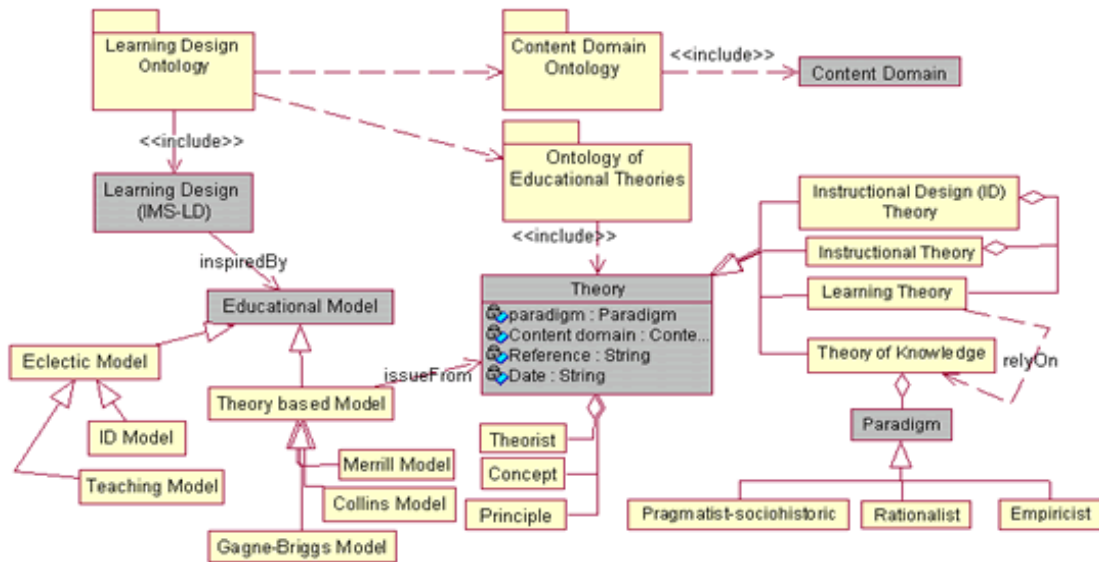 Learning Design
Ontology
Content Domain
Ontology
<<include>>
Content Domain
<<include>>
Ontology of
Educational Theories
Learning Design
(IMS-LD)
<<include>>
Instructional Design (ID)
Theory
Instructional Theory
Learning Theory
Theory of Knowledge
relyOn
inspiredBy
Educational Model
Theory
paradigm : Paradigm
Content domain : Conte...
Reference : String
Date : String
Eclectic Model
issueFrom
Theory based Model
ID Model
Teaching Model
Merrill Model
Collins Model
Gagne-Briggs Model
Theorist
Concept
Principle
Paradigm
Pragmatist-sociohistoric
Rationalist
Empiricist